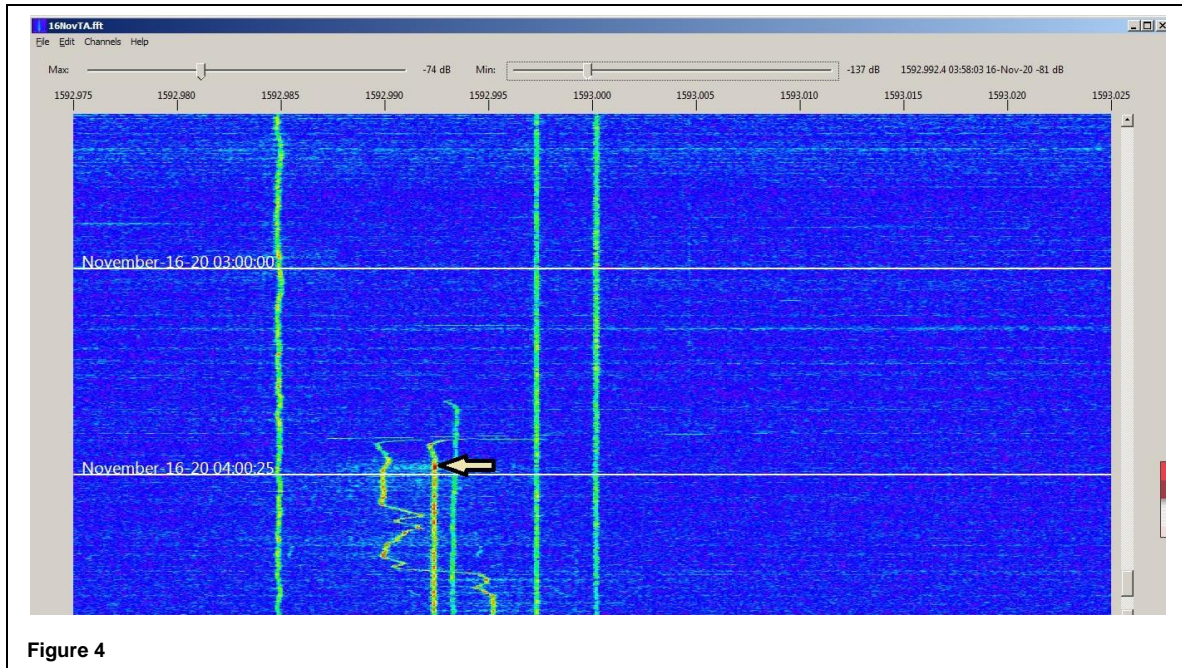 16NovTA.fft
File Edit Channels Help
Max: -74 dB Min: -137 dB 1592.992.4 03:58:03 16-Nov-20 -81 dB
1592.975 1592.980 1592.985 1592.990 1592.995 1593.000 1593.005 1593.010 1593.015 1593.020 1593.025
November-16-20 03:00:00
November-16-20 04:00:25
Figure 4